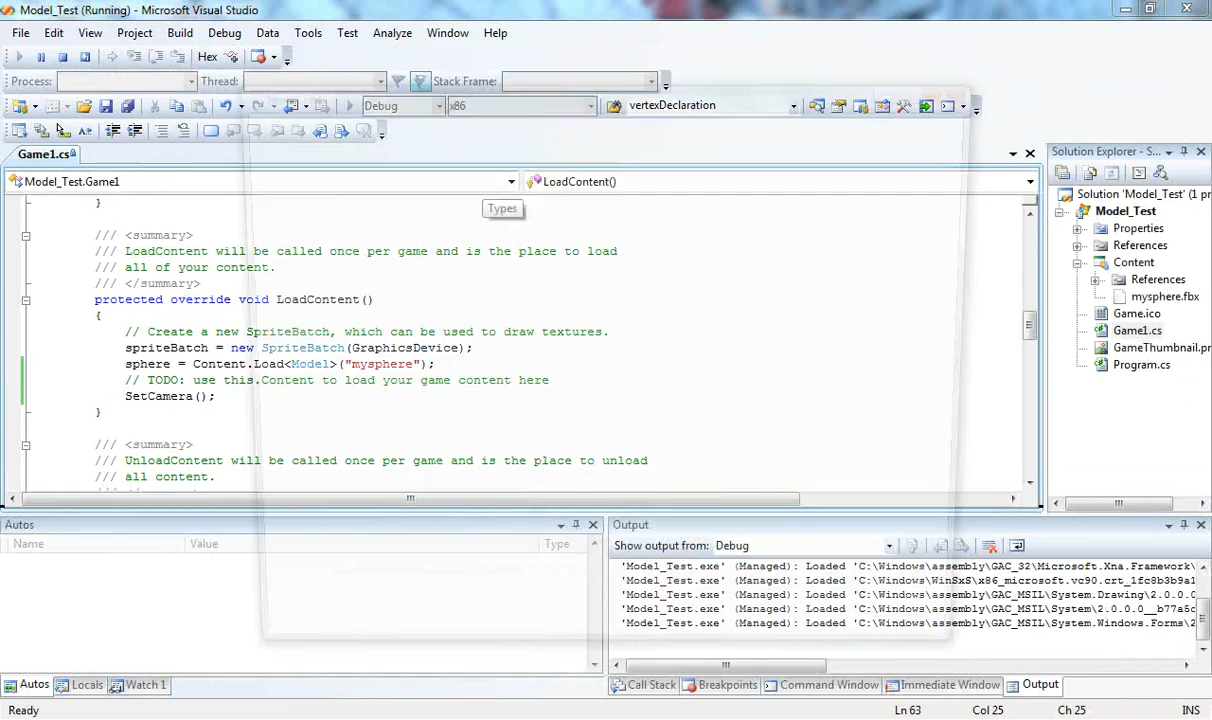 Model_Test (Running) - Microsoft Visual Studio
File Edit View Project Build Debug Data Tools Test Analyze Window Help
Hex
Process: Thread: Stack Frame:
Debug x86 vertexDeclaration
Game1.cs
Model_Test.Game1 LoadContent()
Types
}
/// <summary>
/// LoadContent will be called once per game and is the place to load
/// all of your content.
/// </summary>
protected override void LoadContent()
{
// Create a new SpriteBatch, which can be used to draw textures.
spriteBatch = new SpriteBatch(GraphicsDevice);
sphere = Content.Load<Model>("mysphere");
// TODO: use this.Content to load your game content here
SetCamera();
}
/// <summary>
/// UnloadContent will be called once per game and is the place to unload
/// all content.
Solution Explorer - S...
Solution 'Model_Test' (1 pr
Model_Test
Properties
References
Content
References
mysphere.fbx
Game.ico
Game1.cs
GameThumbnail.pn
Program.cs
Autos
Name Value Type
Output
Show output from: Debug
'Model_Test.exe' (Managed): Loaded 'C:\Windows\assembly\GAC_32\Microsoft.Xna.Framework\
'Model_Test.exe' (Managed): Loaded 'C:\Windows\WinSxS\x86_microsoft.vc90.crt_1fc8b3b9a1
'Model_Test.exe' (Managed): Loaded 'C:\Windows\assembly\GAC_MSIL\System.Drawing\2.0.0.0
'Model_Test.exe' (Managed): Loaded 'C:\Windows\assembly\GAC_MSIL\System\2.0.0.0__b77a5c
'Model_Test.exe' (Managed): Loaded 'C:\Windows\assembly\GAC_MSIL\System.Windows.Forms\2
Autos Locals Watch 1
Call Stack Breakpoints Command Window Immediate Window Output
Ready Ln 63 Col 25 Ch 25 INS